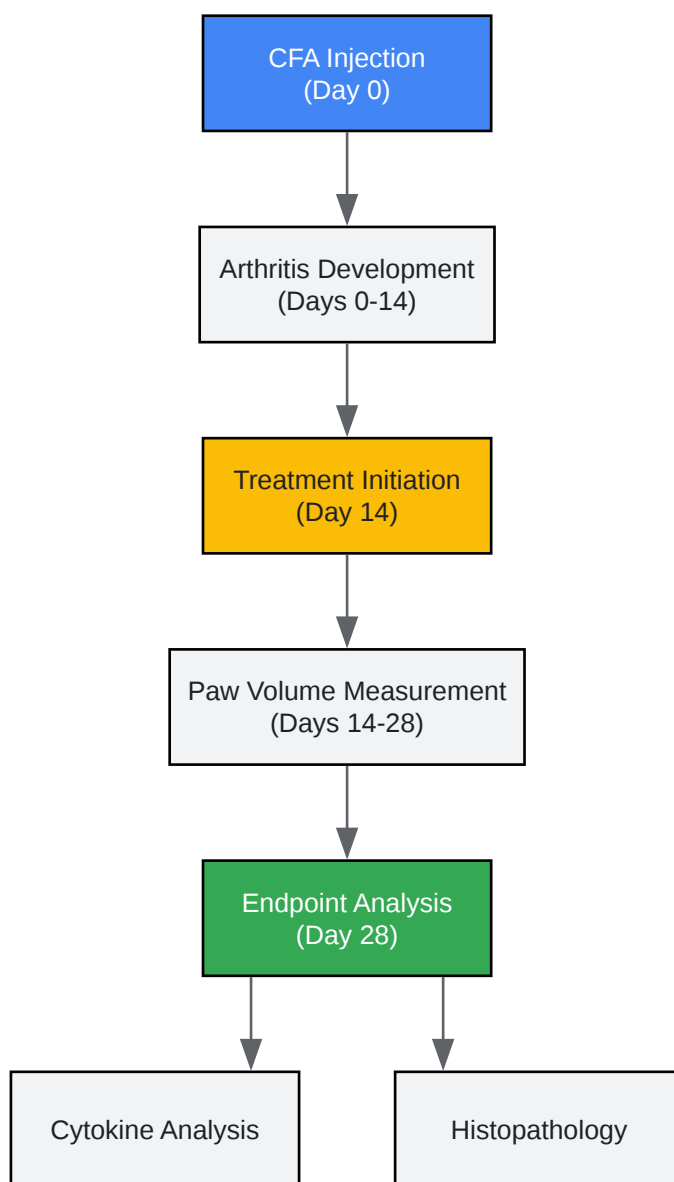 CFA Injection
(Day 0)
Arthritis Development
(Days 0-14)
Treatment Initiation
(Day 14)
Paw Volume Measurement
(Days 14-28)
Endpoint Analysis
(Day 28)
Cytokine Analysis
Histopathology